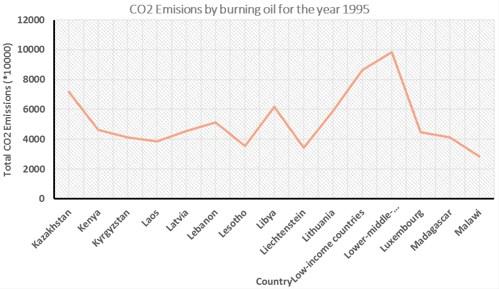 CO2 Emisions by burning oil for the year 1995
Total CO2 Emissions (*10000)
12000
10000
8000
6000
4000
2000
0
Kazakhstan
Kenya
Kyrgyzstan
Laos
Latvia
Lebanon
Lesotho
Libya
Liechtenstein
Lithuania
Low-income countries
Lower-middle-...
Luxembourg
Madagascar
Malawi
Country